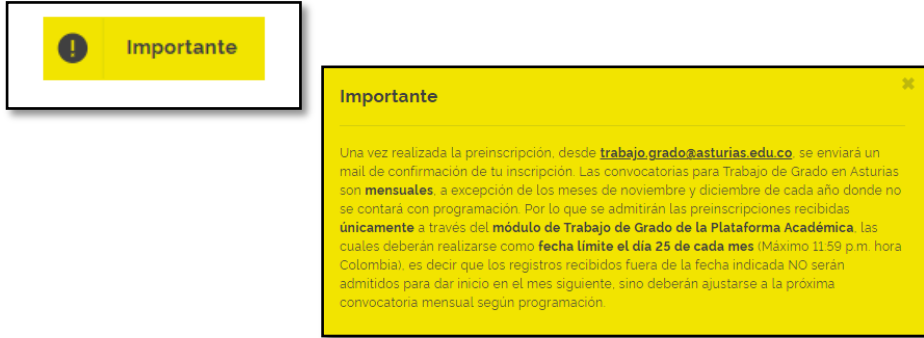 Importante
Importante
Una vez realizada la preinscripción, desde trabajo.grado@asturias.edu.co, se enviará un
mail de confirmación de tu inscripción. Las convocatorias para Trabajo de Grado en Asturias
son mensuales, a excepción de los meses de noviembre y diciembre de cada año donde no
se contará con programación. Por lo que se admitirán las preinscripciones recibidas
únicamente a través del módulo de Trabajo de Grado de la Plataforma Académica, las
cuales deberán realizarse como fecha límite el día 25 de cada mes (Máximo 11:59 p.m. hora
Colombia), es decir que los registros recibidos fuera de la fecha indicada NO serán
admitidos para dar inicio en el mes siguiente, sino deberán ajustarse a la próxima
convocatoria mensual según programación.